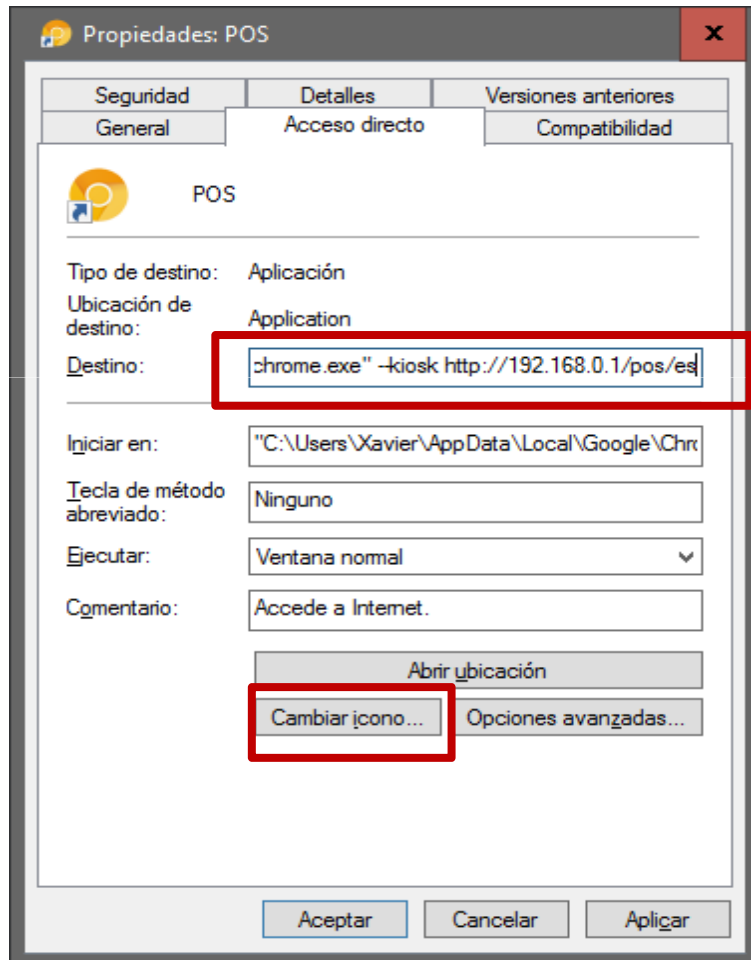 Propiedades: POS
x
Seguridad Detalles Versiones anteriores
General Acceso directo Compatibilidad
POS
Tipo de destino: Aplicación
Ubicación de
destino: Application
Destino: chrome.exe" --kiosk http://192.168.0.1/pos/es
Iniciar en: "C:\Users\Xavier\AppData\Local\Google\Chr
Tecla de método
abreviado: Ninguno
Ejecutar: Ventana normal
Comentario: Accede a Internet.
Abrir ubicación
Cambiar icono... Opciones avanzadas...
Aceptar Cancelar Aplicar